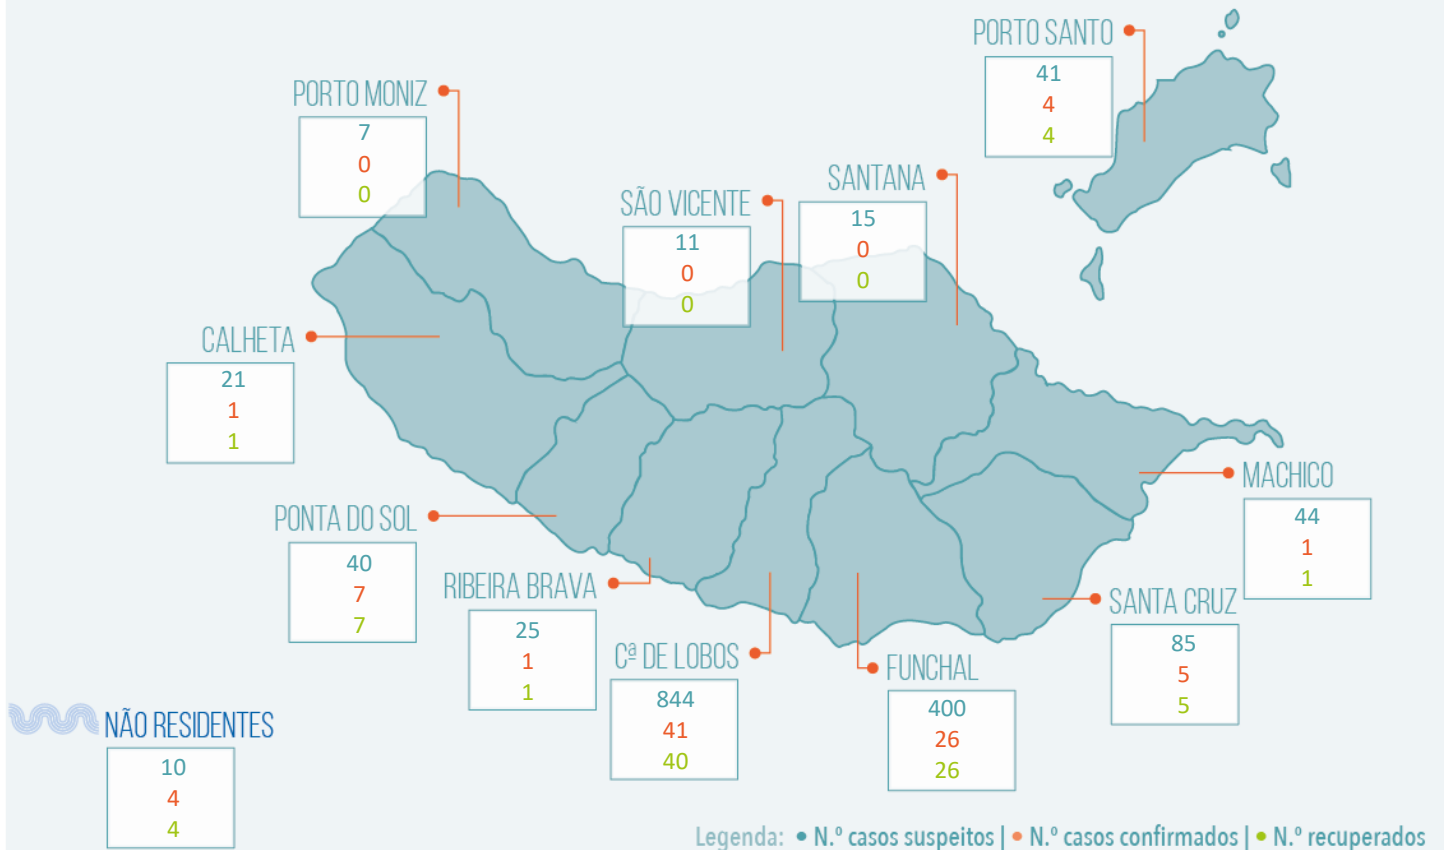 PORTO SANTO
41
4
4
PORTO MONIZ
7
0
0
SANTANA
15
0
0
SÃO VICENTE
11
0
0
CALHETA
21
1
1
MACHICO
44
1
1
PONTA DO SOL
40
7
7
RIBEIRA BRAVA
25
1
1
SANTA CRUZ
85
5
5
Cª DE LOBOS
844
41
40
FUNCHAL
400
26
26
NÃO RESIDENTES
10
4
4
Legenda: • N.º casos suspeitos | • N.º casos confirmados | • N.º recuperados